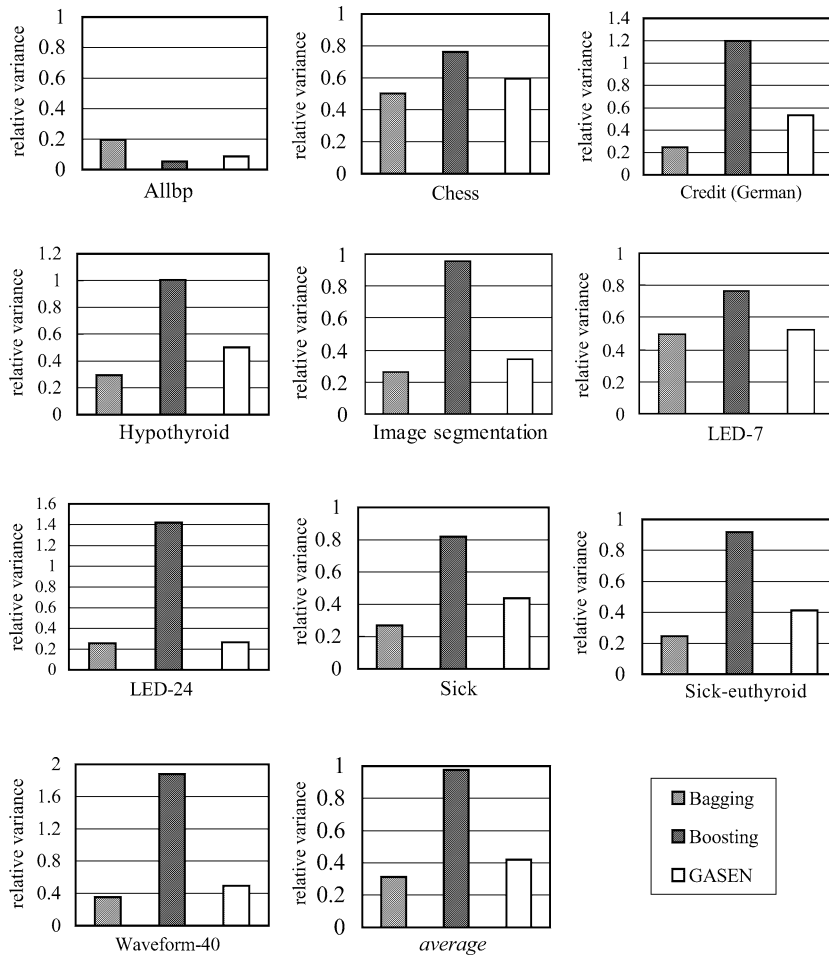 relative variance
1
0.8
0.6
0.4
0.2
0
Allbp
relative variance
1
0.8
0.6
0.4
0.2
0
Chess
relative variance
1.4
1.2
1
0.8
0.6
0.4
0.2
0
Credit (German)
relative variance
1.2
1
0.8
0.6
0.4
0.2
0
Hypothyroid
relative variance
1
0.8
0.6
0.4
0.2
0
Image segmentation
relative variance
1
0.8
0.6
0.4
0.2
0
LED-7
relative variance
1.6
1.4
1.2
1
0.8
0.6
0.4
0.2
0
LED-24
relative variance
1
0.8
0.6
0.4
0.2
0
Sick
relative variance
1
0.8
0.6
0.4
0.2
0
Sick-euthyroid
relative variance
2
1.6
1.2
0.8
0.4
0
Waveform-40
relative variance
1
0.8
0.6
0.4
0.2
0
average
Bagging
Boosting
GASEN